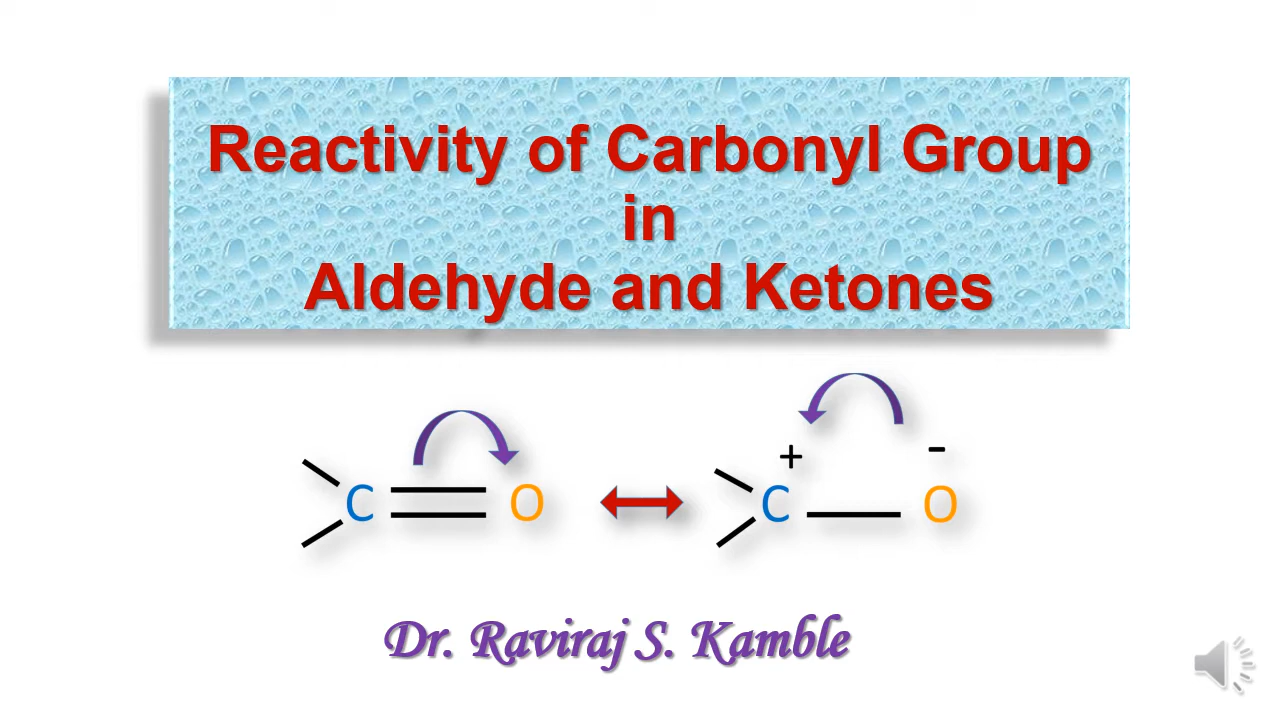 Reactivity of Carbonyl Group
in
Aldehyde and Ketones
+ -
C O C O
Dr. Raviraj S. Kamble